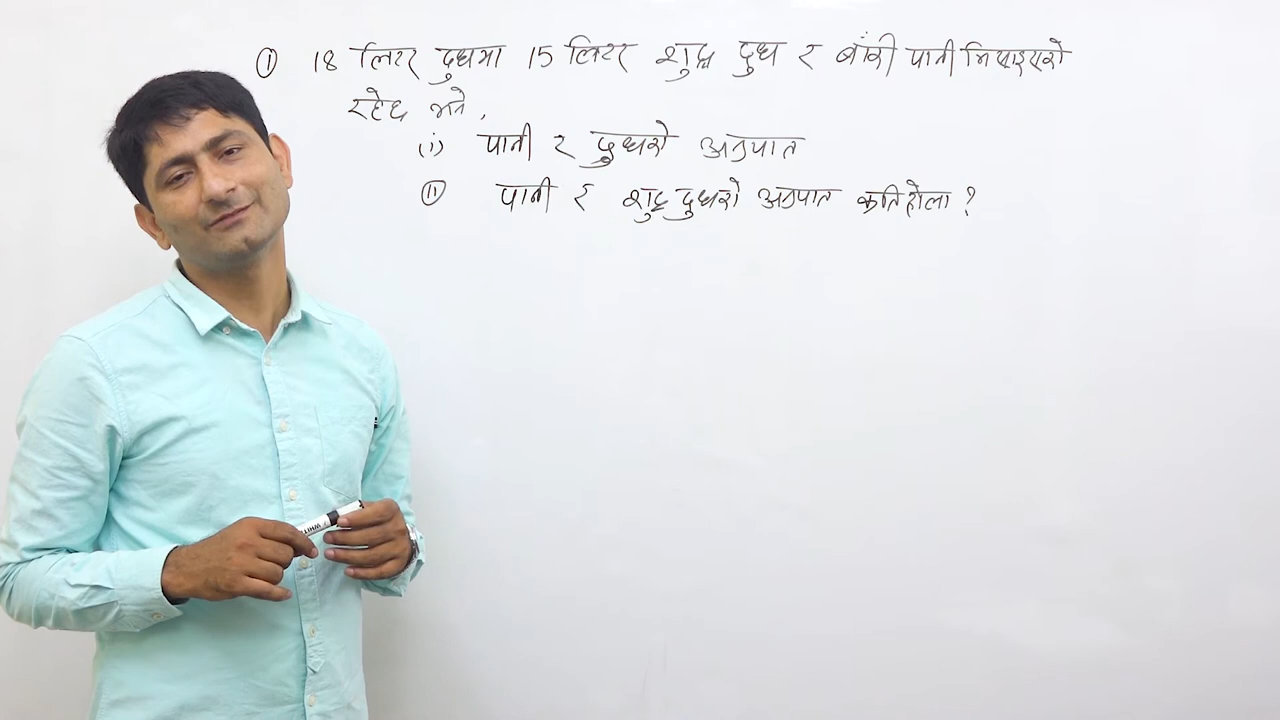 ① 18 लिटर दुधमा 15 लिटर शुद्ध दुध र बाँकी पानी मिसाइएको
रहेछ भने,
(i) पानी र दुधको अनुपात
(ii) पानी र शुद्ध दुधको अनुपात कति होला ?